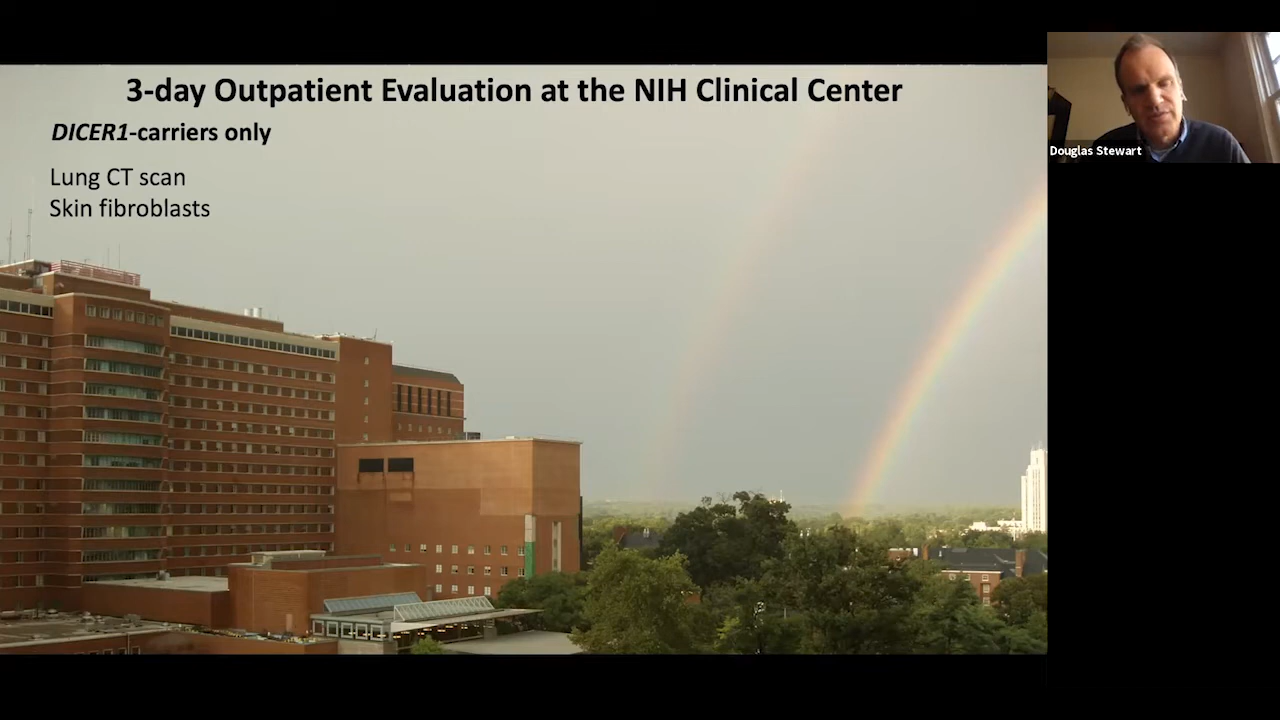 3-day Outpatient Evaluation at the NIH Clinical Center
DICER1-carriers only
Lung CT scan
Skin fibroblasts
Douglas Stewart